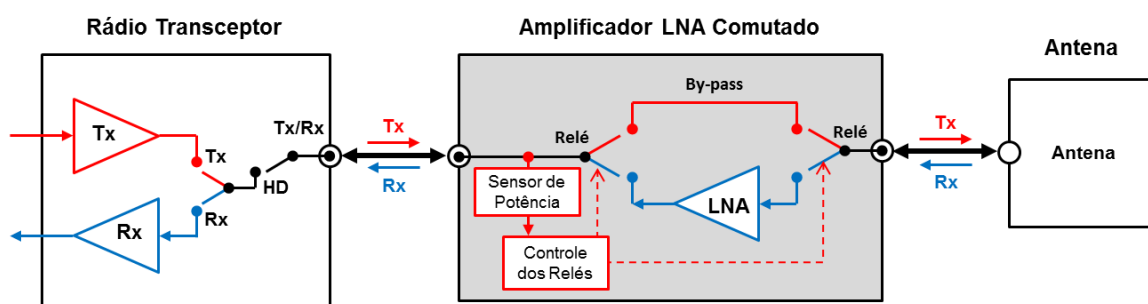 Rádio Transceptor
Amplificador LNA Comutado
Antena
Tx
Tx
Tx/Rx
HD
Rx
Rx
Tx
Rx
By-pass
Relé
Relé
Sensor de
Potência
LNA
Controle
dos Relés
Tx
Rx
Antena